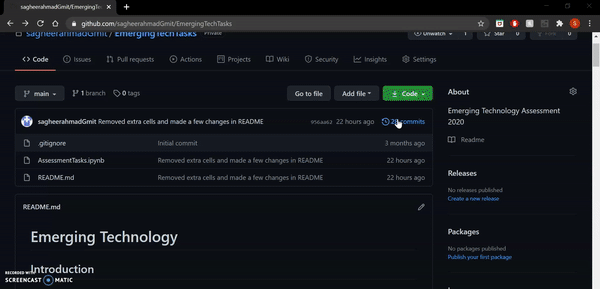 sagheerahmadGmit/EmergingTechTa
github.com/sagheerahmadGmit/EmergingTechTasks
sagheerahmadGmit / EmergingTechTasks Private
Unwatch 1 Star 0 Fork 0
Code Issues Pull requests Actions Projects Wiki Security Insights Settings
main 1 branch 0 tags Go to file Add file Code
sagheerahmadGmit Removed extra cells and made a few changes in README 22 hours ago commits
.gitignore Initial commit 3 months ago
AssessmentTasks.ipynb Removed extra cells and made a few changes in README 22 hours ago
README.md Removed extra cells and made a few changes in README 22 hours ago
README.md
Emerging Technology
Introduction
About
Emerging Technology Assessment
2020
Readme
Releases
No releases published
Create a new release
Packages
No packages published
Publish your first package
RECORDED WITH
SCREENCAST MATIC